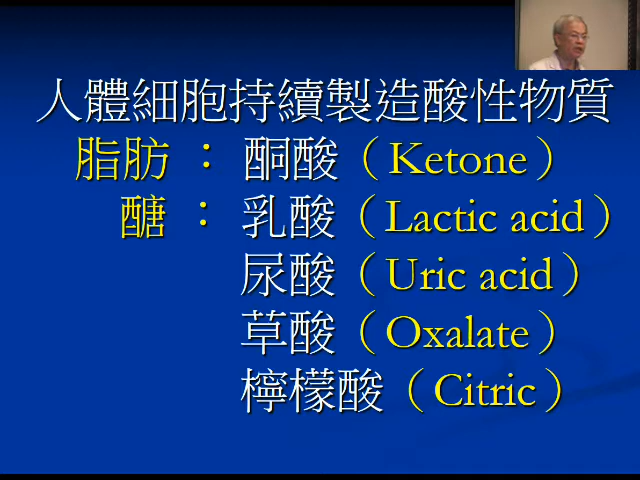 人體細胞持續製造酸性物質
脂肪：酮酸（Ketone）
醣：乳酸（Lactic acid）
尿酸（Uric acid）
草酸（Oxalate）
檸檬酸（Citric）